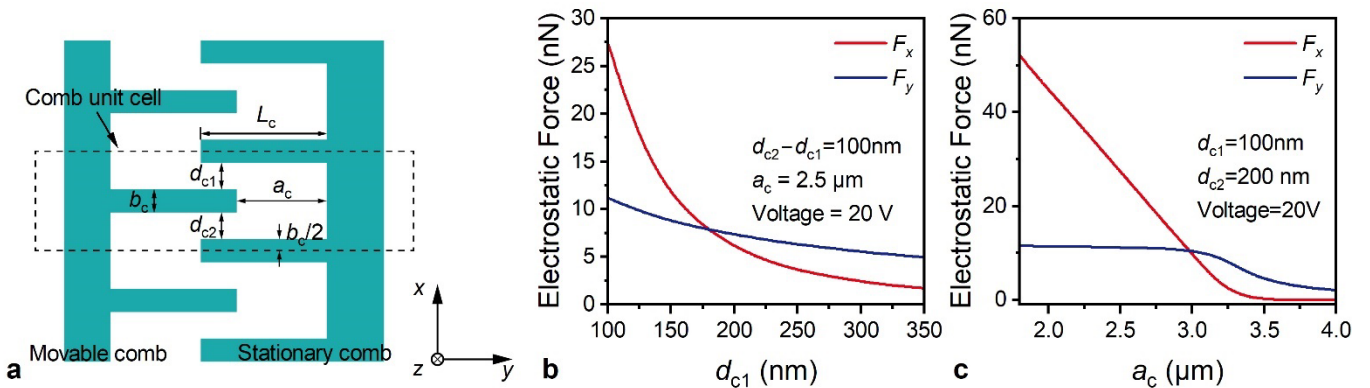 a
Comb unit cell
L_c
d_c1
b_c
a_c
d_c2
b_c/2
x
z
y
Movable comb
Stationary comb
b
Electrostatic Force (nN)
30
25
20
15
10
5
0
F_x
F_y
d_c2−d_c1=100nm
a_c = 2.5 μm
Voltage = 20 V
100 150 200 250 300 350
d_c1 (nm)
c
Electrostatic Force (nN)
60
40
20
0
F_x
F_y
d_c1=100nm
d_c2=200 nm
Voltage=20V
2.0 2.5 3.0 3.5 4.0
a_c (μm)